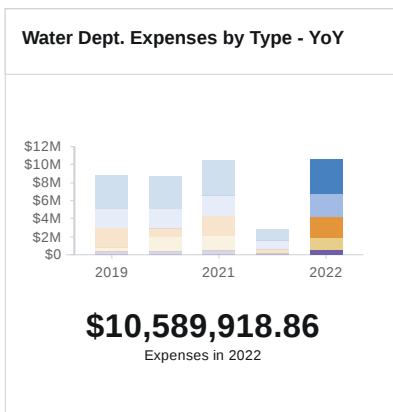 Water Dept. Expenses by Type - YoY
$12M
$10M
$8M
$6M
$4M
$2M
$0
2019
2021
2022
$10,589,918.86
Expenses in 2022